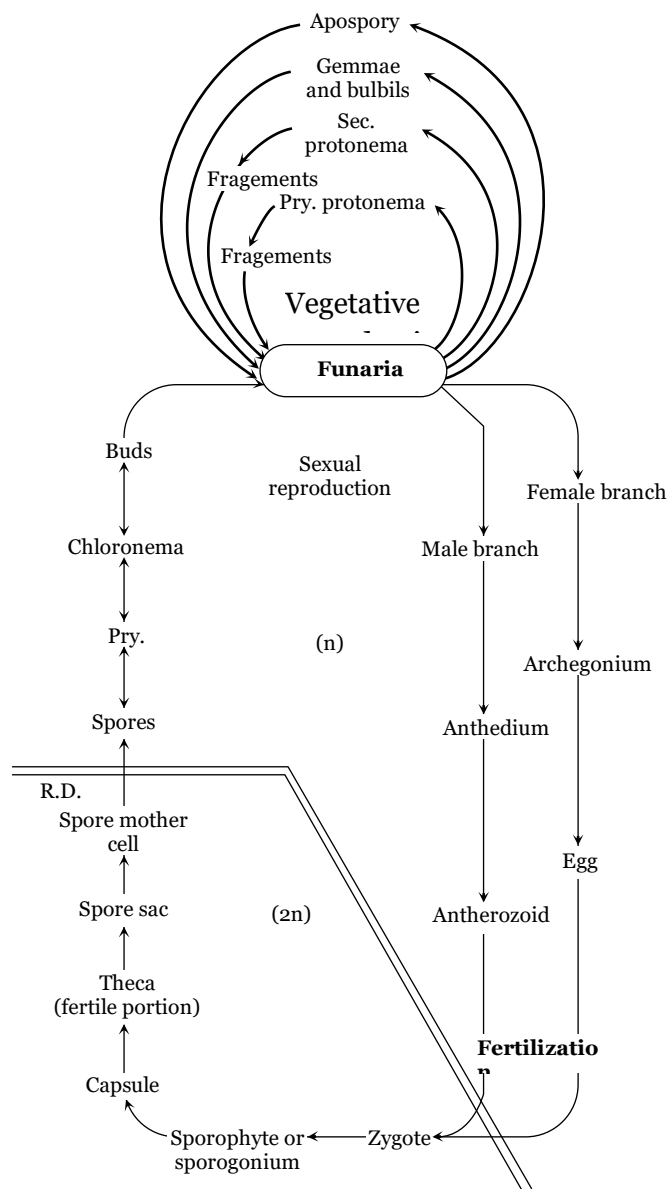 Apospory
Gemmae
and bulbils
Sec.
protonema
Fragements
Pry. protonema
Fragements
Vegetative
Funaria
Buds
Sexual
reproduction
Female branch
Chloronema
Male branch
Pry.
(n)
Archegonium
Spores
Anthedium
R.D.
Spore mother
cell
Egg
Spore sac
(2n)
Antherozoid
Theca
(fertile portion)
Fertilizatio
n
Capsule
Sporophyte or
sporogonium
Zygote